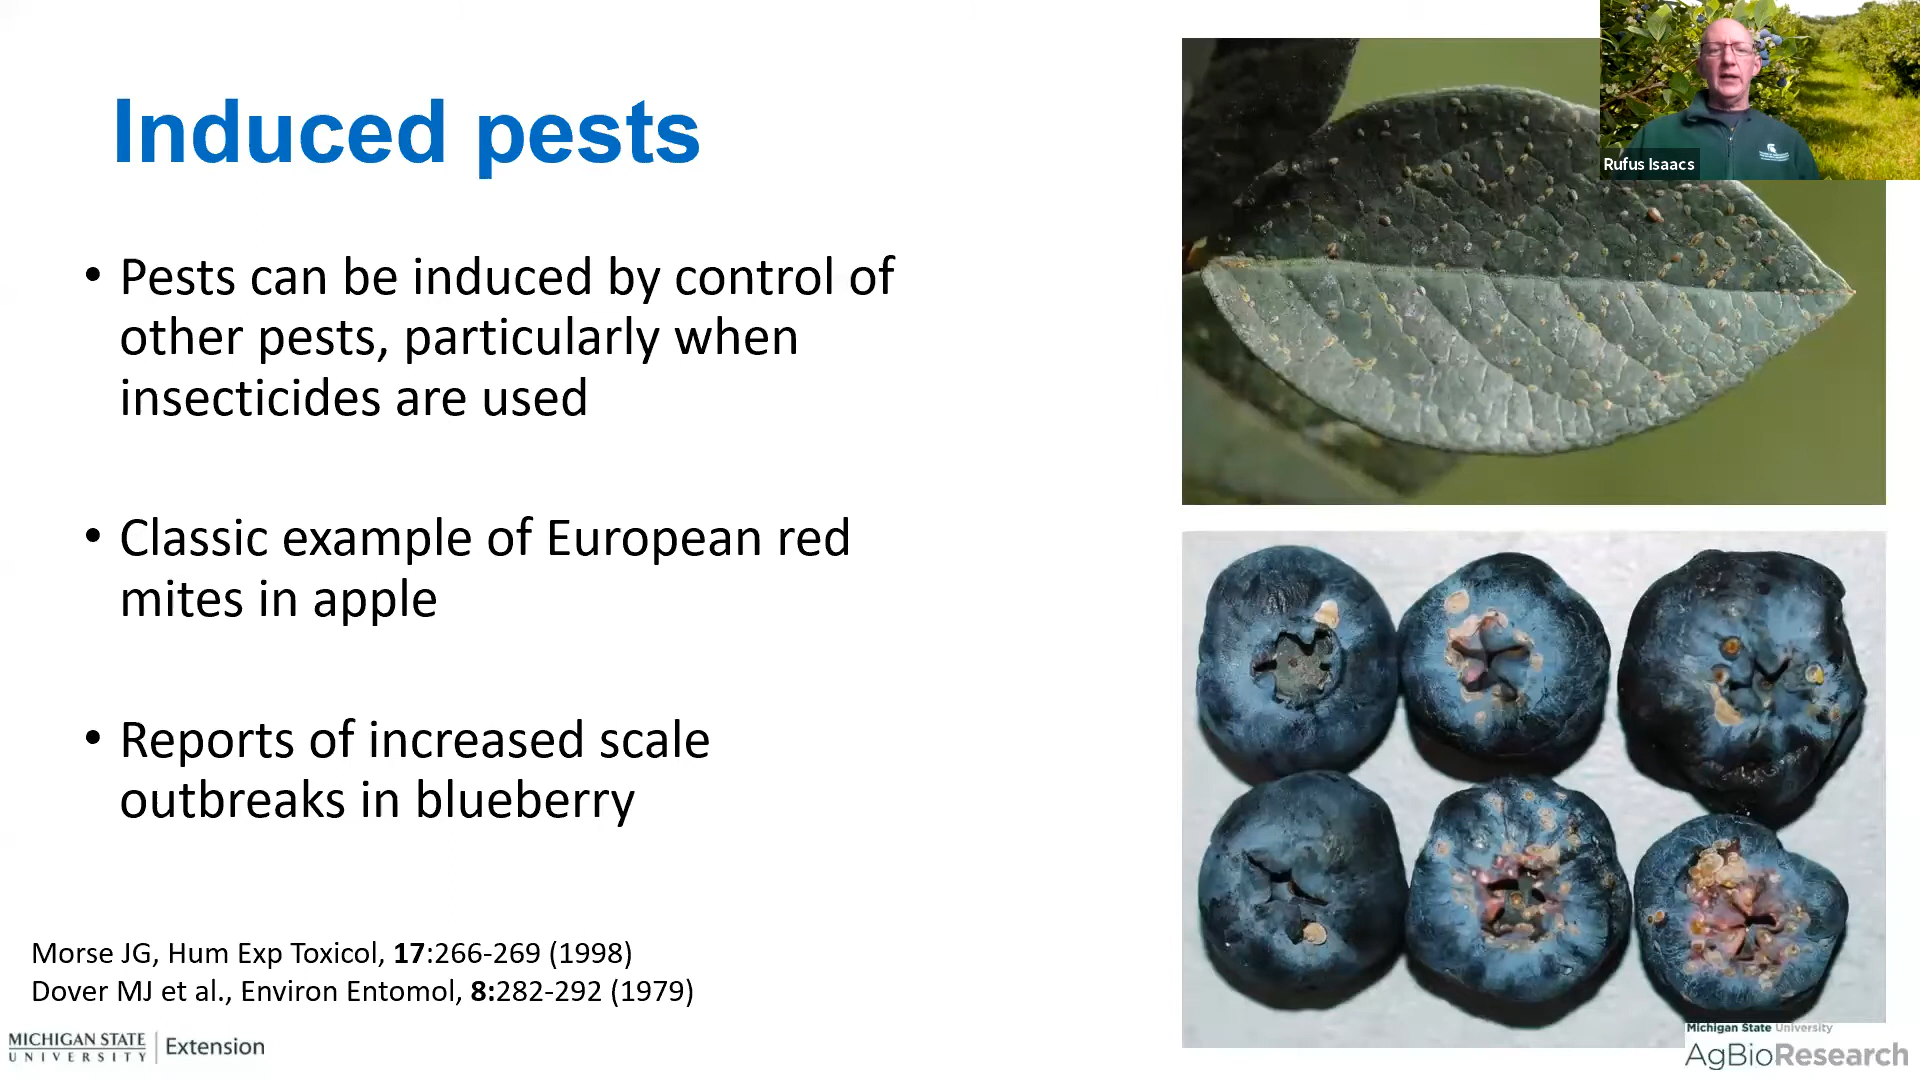 Induced pests
• Pests can be induced by control of
other pests, particularly when
insecticides are used
• Classic example of European red
mites in apple
• Reports of increased scale
outbreaks in blueberry
Morse JG, Hum Exp Toxicol, 17:266-269 (1998)
Dover MJ et al., Environ Entomol, 8:282-292 (1979)
MICHIGAN STATE
UNIVERSITY
Extension
Rufus Isaacs
Michigan State University
AgBioResearch